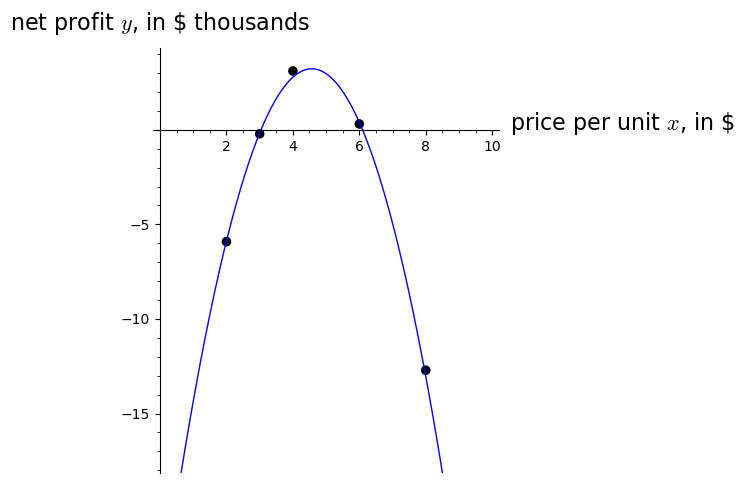 net profit y, in $ thousands
price per unit x, in $
2 4 6 8 10
−5
−10
−15